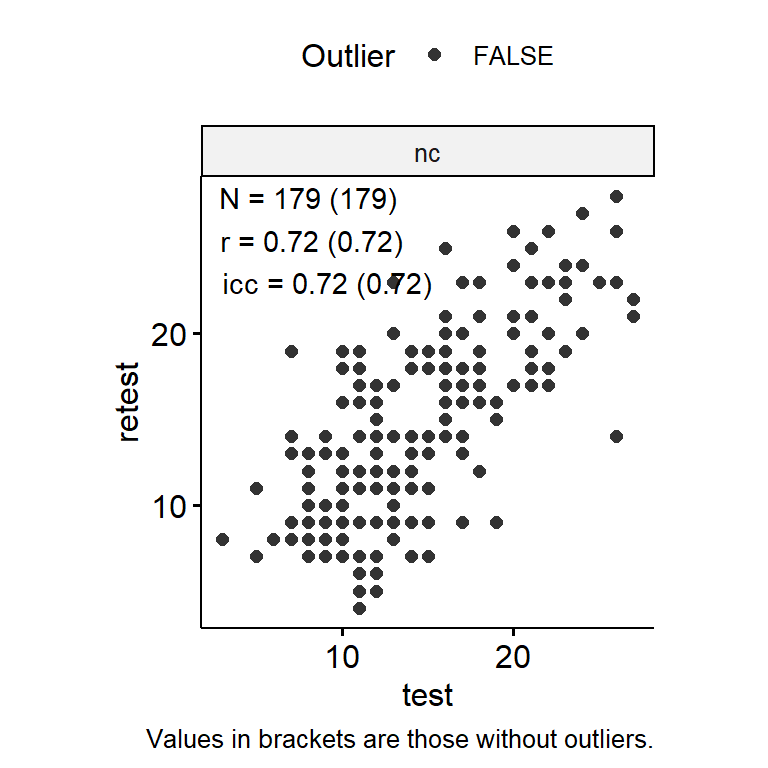 Outlier FALSE
nc
N = 179 (179)
r = 0.72 (0.72)
icc = 0.72 (0.72)
20
10
retest
10 20
test
Values in brackets are those without outliers.